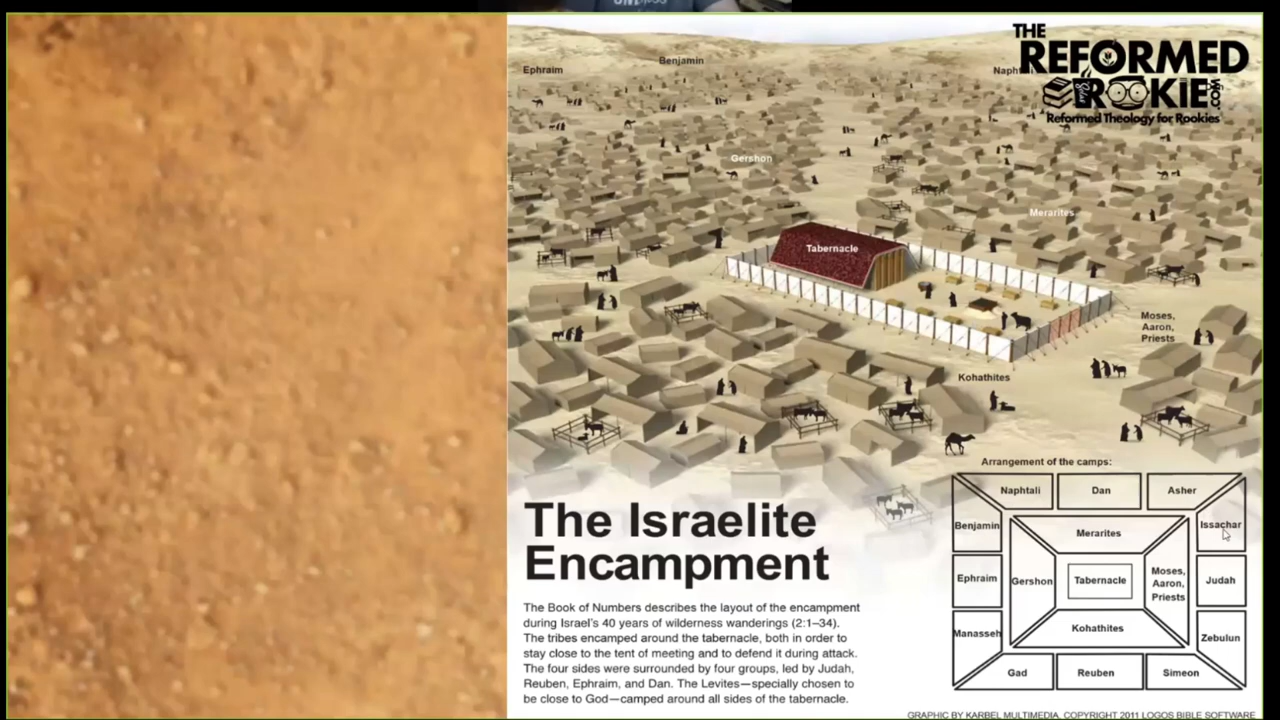 THE
REFORMED
ROKIE
.COM
Reformed Theology for Rookies
Ephraim
Benjamin
Gershon
Merarites
Tabernacle
Moses,
Aaron,
Priests
Kohathites
Arrangement of the camps:
Naphtali Dan Asher
Benjamin Merarites Issachar
Ephraim Gershon Tabernacle Moses,
Aaron,
Priests Judah
Manasseh Kohathites Zebulun
Gad Reuben Simeon
The Israelite
Encampment
The Book of Numbers describes the layout of the encampment
during Israel's 40 years of wilderness wanderings (2:1–34).
The tribes encamped around the tabernacle, both in order to
stay close to the tent of meeting and to defend it during attack.
The four sides were surrounded by four groups, led by Judah,
Reuben, Ephraim, and Dan. The Levites—specially chosen to
be close to God—camped around all sides of the tabernacle.
GRAPHIC BY KARBEL MULTIMEDIA, COPYRIGHT 2011 LOGOS BIBLE SOFTWARE